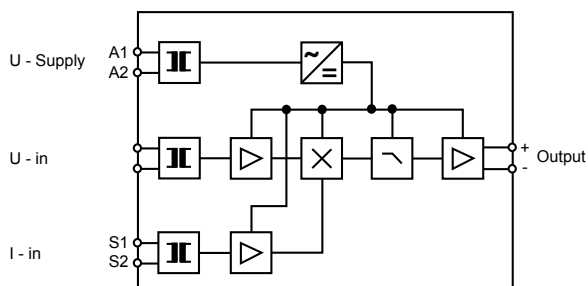 U - Supply
A1
A2
U - in
+
-
Output
I - in
S1
S2